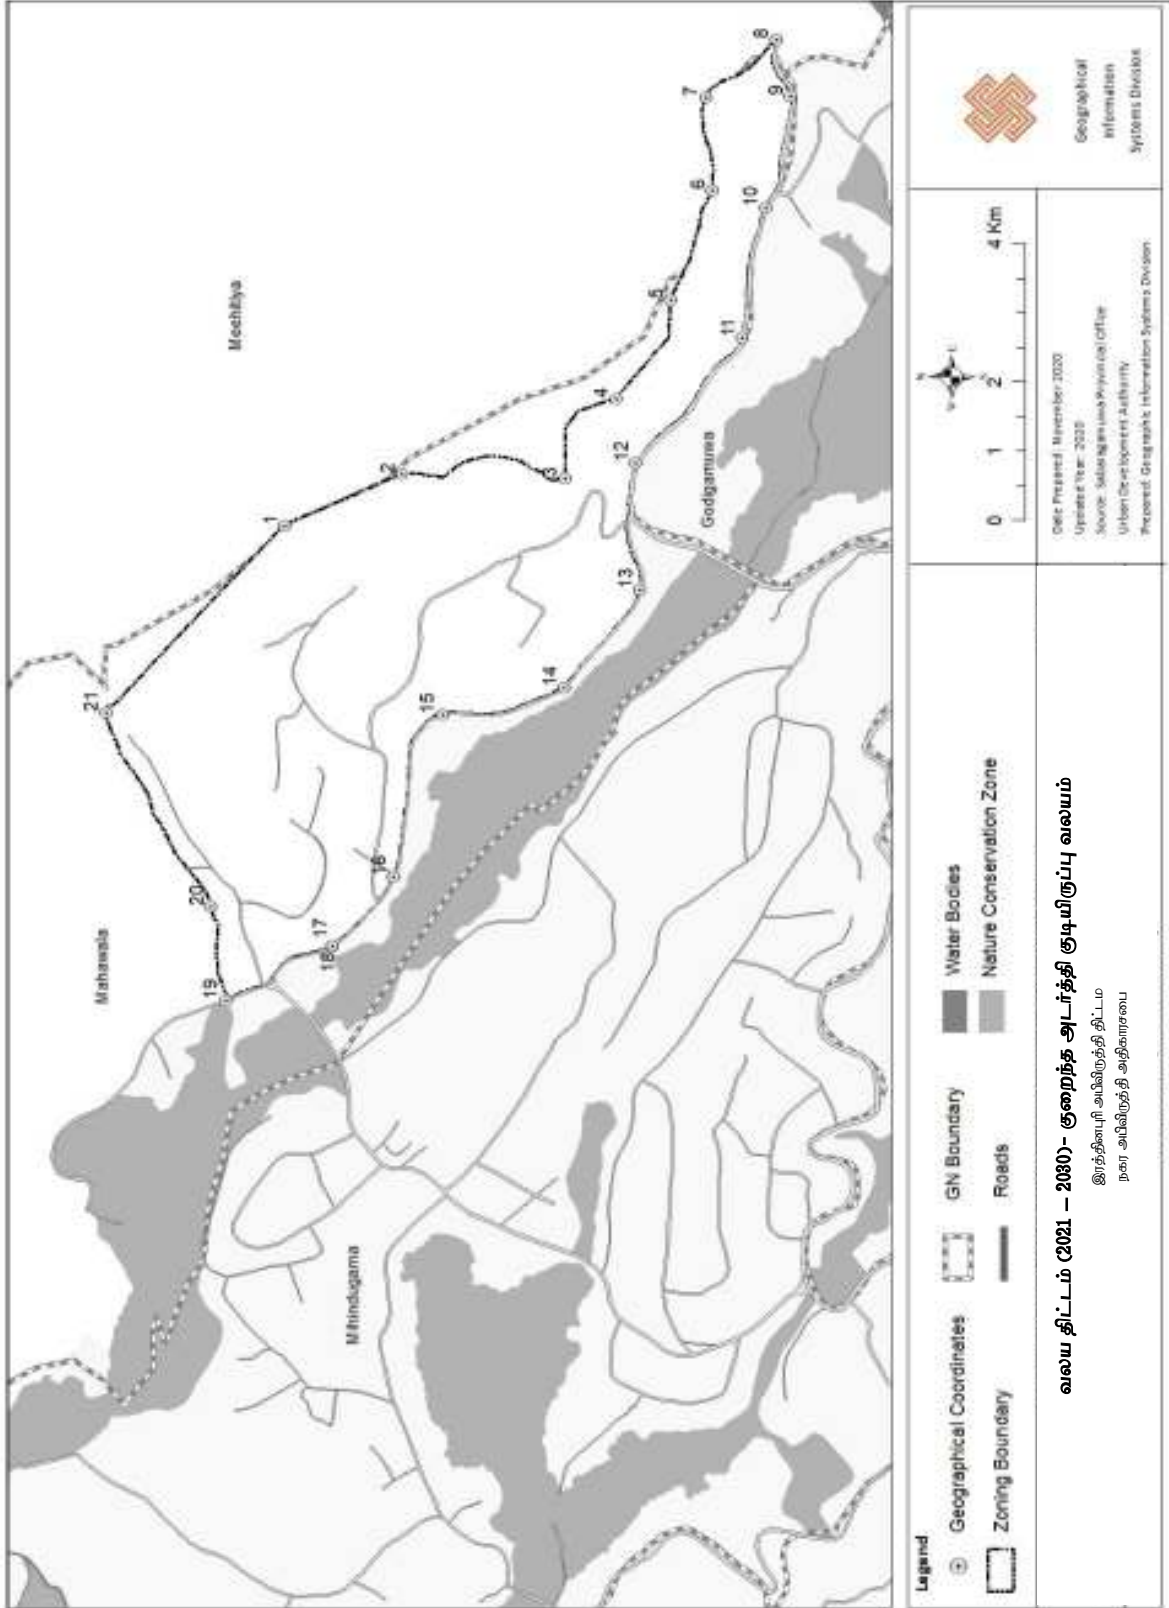 Meehitiya
Mahawala
Godigamuwa
Mihindugama
1
2
3
4
5
6
7
8
9
10
11
12
13
14
15
16
17
18
19
20
21
Legend
Geographical Coordinates
GN Boundary
Water Bodies
Zoning Boundary
Roads
Nature Conservation Zone
0 1 2 4 Km
Geographical
Information
Systems Division
Date Prepared: November 2020
Updated Year: 2020
Source: Sabaragamuwa Provincial Office
Urban Development Authority
Prepared: Geographic Information Systems Division
வலய திட்டம் (2021 – 2030)- குறைந்த அடர்த்தி குடியிருப்பு வலயம்
இரத்தினபுரி அபிவிருத்தி திட்டம
நகர அபிவிருத்தி அதிகாரசபை